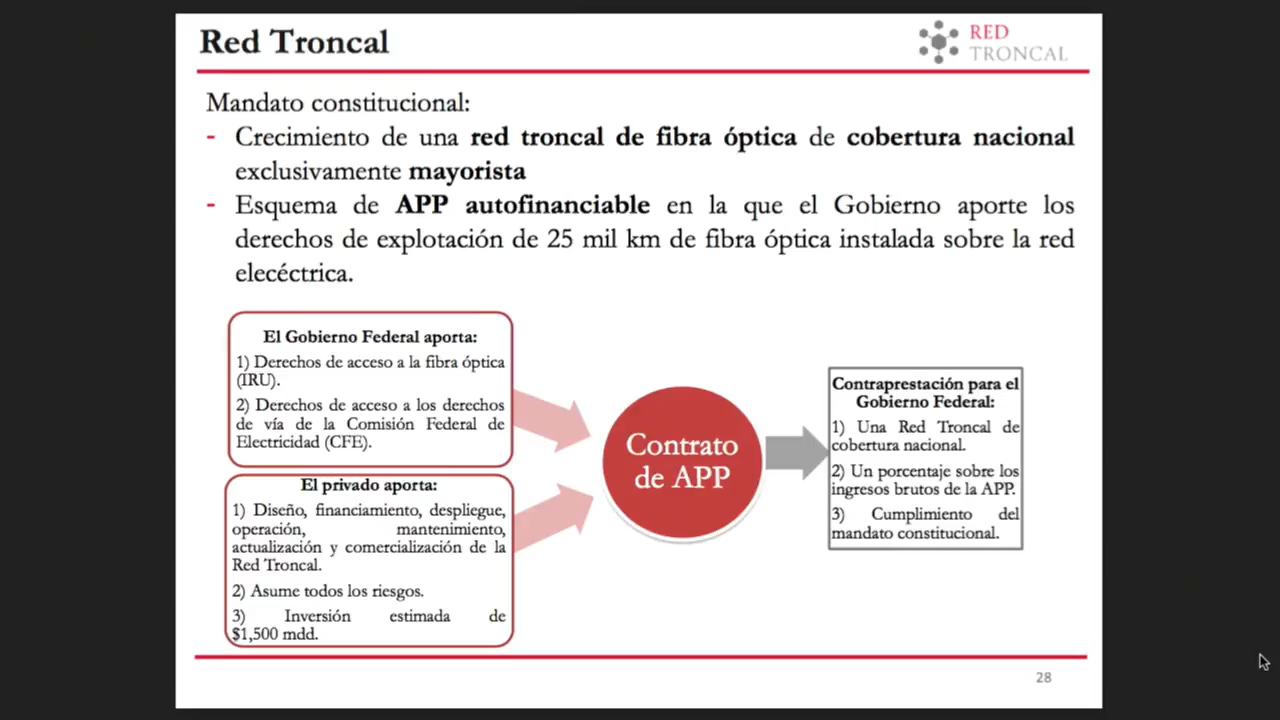 Red Troncal
RED
TRONCAL
Mandato constitucional:
- Crecimiento de una red troncal de fibra óptica de cobertura nacional
exclusivamente mayorista
- Esquema de APP autofinanciable en la que el Gobierno aporte los
derechos de explotación de 25 mil km de fibra óptica instalada sobre la red
elecéctrica.
El Gobierno Federal aporta:
1) Derechos de acceso a la fibra óptica
(IRU).
2) Derechos de acceso a los derechos
de vía de la Comisión Federal de
Electricidad (CFE).
El privado aporta:
1) Diseño, financiamiento, despliegue,
operación, mantenimiento,
actualización y comercialización de la
Red Troncal.
2) Asume todos los riesgos.
3) Inversión estimada de
$1,500 mdd.
Contrato
de APP
Contraprestación para el
Gobierno Federal:
1) Una Red Troncal de
cobertura nacional.
2) Un porcentaje sobre los
ingresos brutos de la APP.
3) Cumplimiento del
mandato constitucional.
28